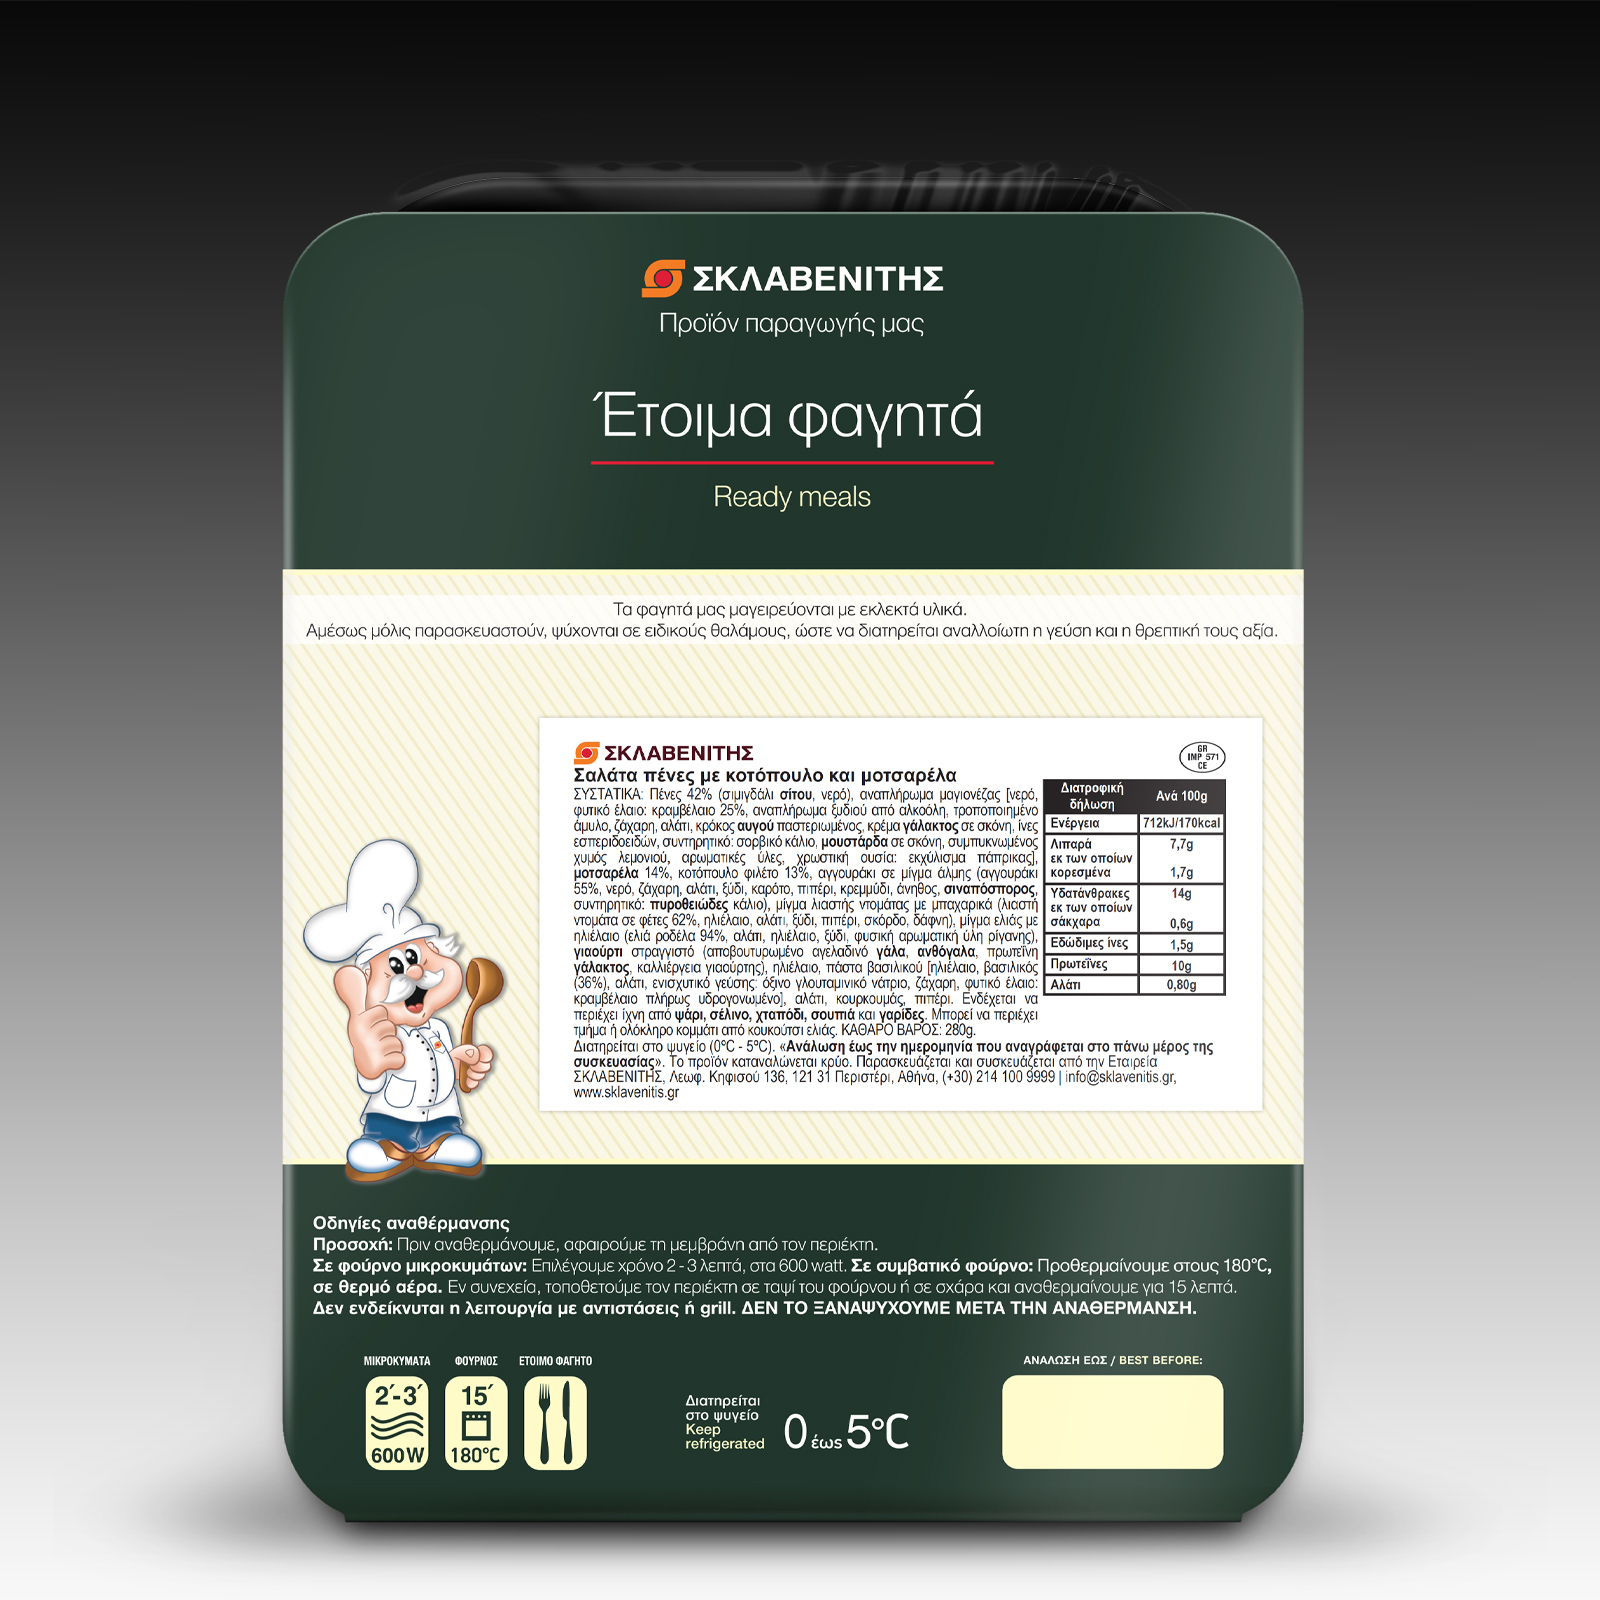 ΣΚΛΑΒΕΝΙΤΗΣ
Προϊόν παραγωγής μας
Έτοιμα φαγητά
Ready meals
Τα φαγητά μας μαγειρεύονται με εκλεκτά υλικά.
Αμέσως μόλις παρασκευαστούν, ψύχονται σε ειδικούς θαλάμους, ώστε να διατηρείται αναλλοίωτη η γεύση και η θρεπτική τους αξία.
ΣΚΛΑΒΕΝΙΤΗΣ
GR
IMP 571
CE
Σαλάτα πένες με κοτόπουλο και μοτσαρέλα
ΣΥΣΤΑΤΙΚΑ: Πένες 42% (σιμιγδάλι σίτου, νερό), αναπλήρωμα μαγιονέζας [νερό,
φυτικό έλαιο: κραμβέλαιο 25%, αναπλήρωμα ξυδιού από αλκοόλη, τροποποιημένο
άμυλο, ζάχαρη, αλάτι, κρόκος αυγού παστεριωμένος, κρέμα γάλακτος σε σκόνη, ίνες
εσπεριδοειδών, συντηρητικό: σορβικό κάλιο, μουστάρδα σε σκόνη, συμπυκνωμένος
χυμός λεμονιού, αρωματικές ύλες, χρωστική ουσία: εκχύλισμα πάπρικας],
μοτσαρέλα 14%, κοτόπουλο φιλέτο 13%, αγγουράκι σε μίγμα άλμης (αγγουράκι
55%, νερό, ζάχαρη, αλάτι, ξύδι, καρότο, πιπέρι, κρεμμύδι, άνηθος, σιναπόσπορος,
συντηρητικό: πυροθειώδες κάλιο), μίγμα λιαστής ντομάτας με μπαχαρικά (λιαστή
ντομάτα σε φέτες 62%, ηλιέλαιο, αλάτι, ξύδι, πιπέρι, σκόρδο, δάφνη), μίγμα ελιάς με
ηλιέλαιο (ελιά ροδέλα 94%, αλάτι, ηλιέλαιο, ξύδι, φυσική αρωματική ύλη ρίγανης),
γιαούρτι στραγγιστό (αποβουτυρωμένο αγελαδινό γάλα, ανθόγαλα, πρωτεΐνη
γάλακτος, καλλιέργεια γιαούρτης), ηλιέλαιο, πάστα βασιλικού [ηλιέλαιο, βασιλικός
(36%), αλάτι, ενισχυτικό γεύσης: όξινο γλουταμινικό νάτριο, ζάχαρη, φυτικό έλαιο:
κραμβέλαιο πλήρως υδρογονωμένο], αλάτι, κουρκουμάς, πιπέρι. Ενδέχεται να
περιέχει ίχνη από ψάρι, σέλινο, χταπόδι, σουπιά και γαρίδες. Μπορεί να περιέχει
τμήμα ή ολόκληρο κομμάτι από κουκούτσι ελιάς. ΚΑΘΑΡΟ ΒΑΡΟΣ: 280g.
Διατηρείται στο ψυγείο (0°C - 5°C). «Ανάλωση έως την ημερομηνία που αναγράφεται στο πάνω μέρος της
συσκευασίας». Το προϊόν καταναλώνεται κρύο. Παρασκευάζεται και συσκευάζεται από την Εταιρεία
ΣΚΛΑΒΕΝΙΤΗΣ, Λεωφ. Κηφισού 136, 121 31 Περιστέρι, Αθήνα, (+30) 214 100 9999 | info@sklavenitis.gr,
www.sklavenitis.gr
Διατροφική δήλωση Ανά 100g
Ενέργεια 712kJ/170kcal
Λιπαρά 7,7g
εκ των οποίων
κορεσμένα 1,7g
Υδατάνθρακες 14g
εκ των οποίων
σάκχαρα 0,6g
Εδώδιμες ίνες 1,5g
Πρωτεΐνες 10g
Αλάτι 0,80g
Οδηγίες αναθέρμανσης
Προσοχή: Πριν αναθερμάνουμε, αφαιρούμε τη μεμβράνη από τον περιέκτη.
Σε φούρνο μικροκυμάτων: Επιλέγουμε χρόνο 2 - 3 λεπτά, στα 600 watt. Σε συμβατικό φούρνο: Προθερμαίνουμε στους 180°C,
σε θερμό αέρα. Εν συνεχεία, τοποθετούμε τον περιέκτη σε ταψί του φούρνου ή σε σχάρα και αναθερμαίνουμε για 15 λεπτά.
Δεν ενδείκνυται η λειτουργία με αντιστάσεις ή grill. ΔΕΝ ΤΟ ΞΑΝΑΨΥΧΟΥΜΕ ΜΕΤΑ ΤΗΝ ΑΝΑΘΕΡΜΑΝΣΗ.
ΜΙΚΡΟΚΥΜΑΤΑ ΦΟΥΡΝΟΣ ΕΤΟΙΜΟ ΦΑΓΗΤΟ
2΄-3΄ 15΄
600W 180°C
Διατηρείται
στο ψυγείο
Keep
refrigerated
0 έως 5°C
ΑΝΑΛΩΣΗ ΕΩΣ / BEST BEFORE: